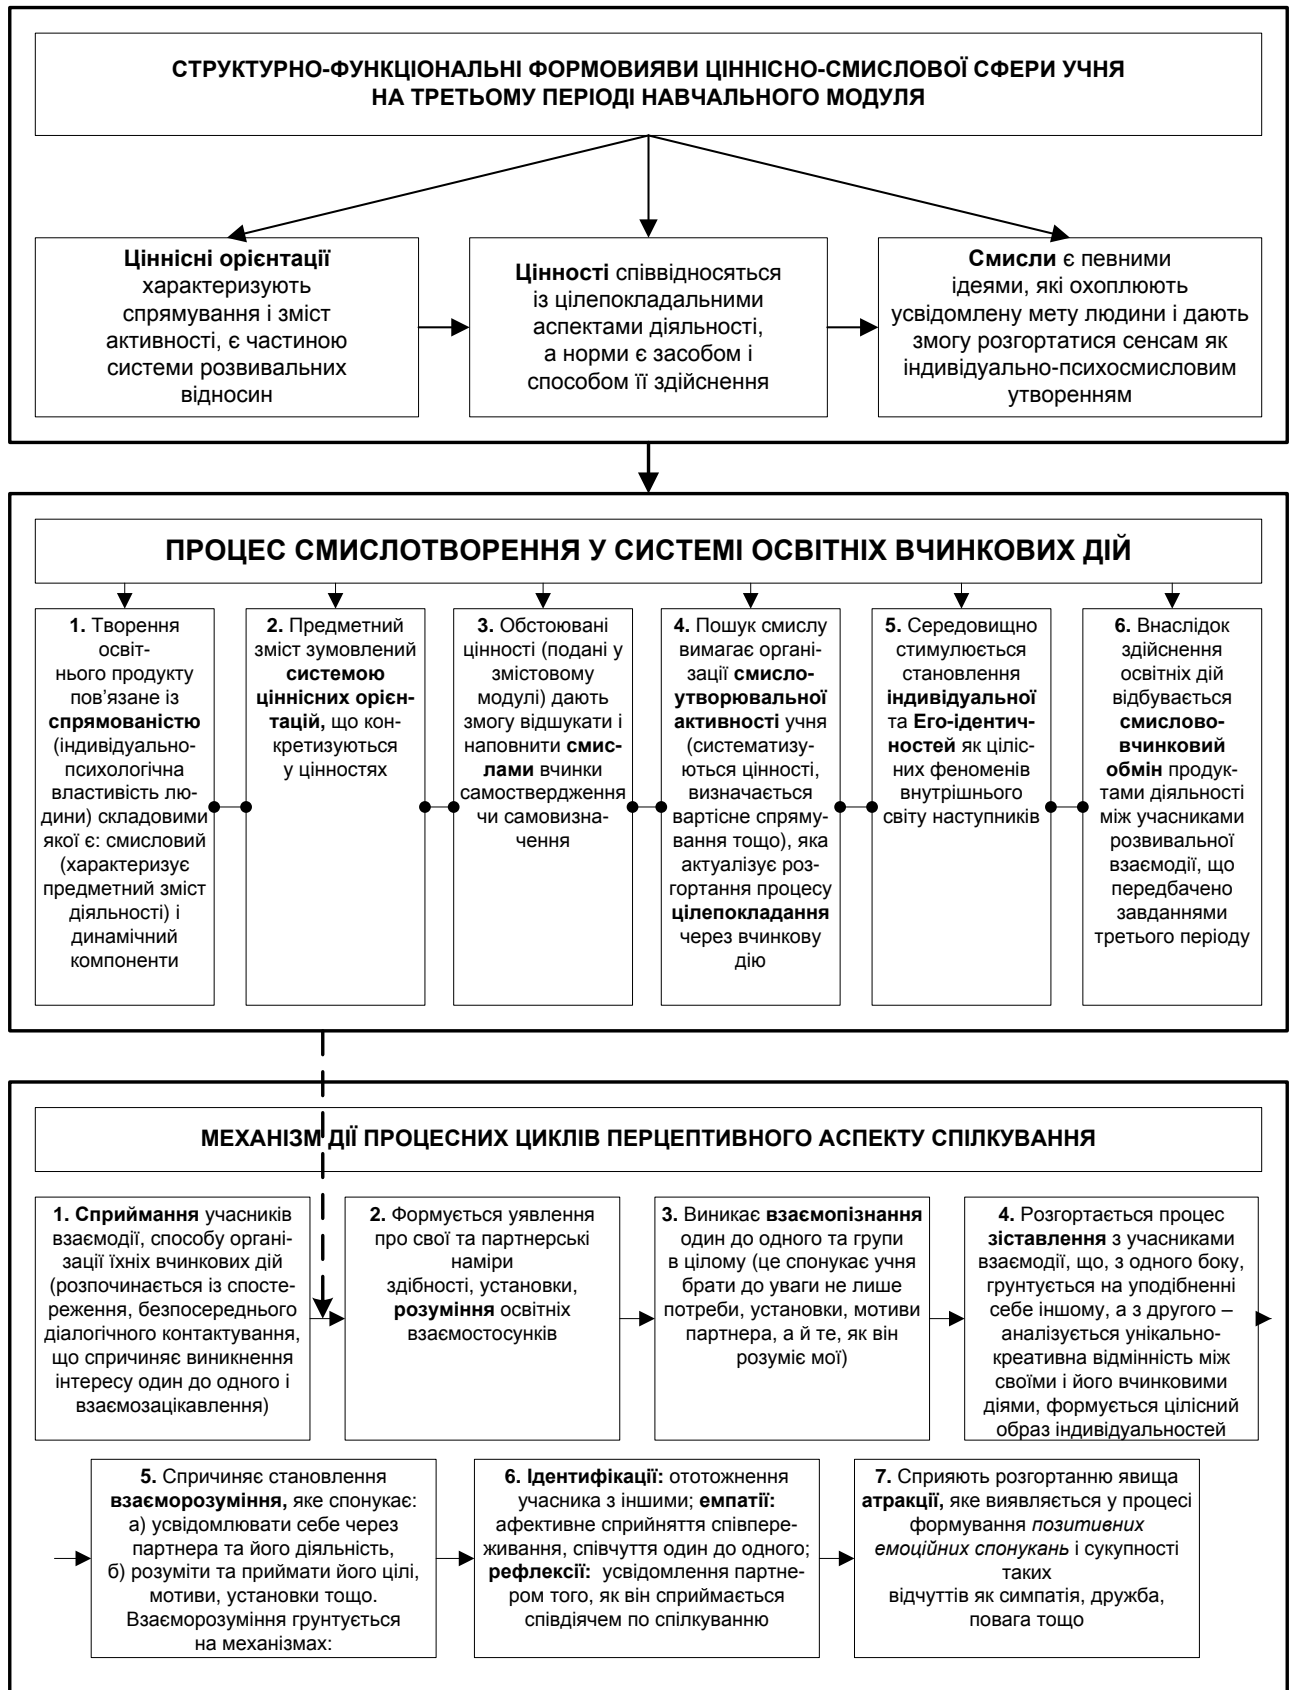 СТРУКТУРНО-ФУНКЦІОНАЛЬНІ ФОРМОВИЯВИ ЦІННІСНО-СМИСЛОВОЇ СФЕРИ УЧНЯ
НА ТРЕТЬОМУ ПЕРІОДІ НАВЧАЛЬНОГО МОДУЛЯ
Ціннісні орієнтації
характеризують
спрямування і зміст
активності, є частиною
системи розвивальних
відносин
Цінності співвідносяться
із цілепокладальними
аспектами діяльності,
а норми є засобом і
способом її здійснення
Смисли є певними
ідеями, які охоплюють
усвідомлену мету людини і дають
змогу розгортатися сенсам як
індивідуально-психосмисловим
утворенням
ПРОЦЕС СМИСЛОТВОРЕННЯ У СИСТЕМІ ОСВІТНІХ ВЧИНКОВИХ ДІЙ
1. Творення
освіт-
нього продукту
пов’язане із
спрямованістю
(індивідуально-
психологічна
властивість лю-
дини) складовими
якої є: смисловий
(характеризує
предметний зміст
діяльності) і
динамічний
компоненти
2. Предметний
зміст зумовлений
системою
ціннісних орієн-
тацій, що кон-
кретизуються
у цінностях
3. Обстоювані
цінності (подані у
змістовому
модулі) дають
змогу відшукати і
наповнити смис-
лами вчинки
самоствердження
чи самовизна-
чення
4. Пошук смислу
вимагає органі-
зації смисло-
утворювальної
активності учня
(систематизу-
ються цінності,
визначається
вартісне спряму-
вання тощо), яка
актуалізує роз-
гортання процесу
цілепокладання
через вчинкову
дію
5. Середовищно
стимулюється
становлення
індивідуальної
та Его-ідентич-
ностей як ціліс-
них феноменів
внутрішнього
світу наступників
6. Внаслідок
здійснення
освітніх дій
відбувається
смислово-
вчинковий
обмін продук-
тами діяльності
між учасниками
розвивальної
взаємодії, що
передбачено
завданнями
третього періоду
МЕХАНІЗМ ДІЇ ПРОЦЕСНИХ ЦИКЛІВ ПЕРЦЕПТИВНОГО АСПЕКТУ СПІЛКУВАННЯ
1. Сприймання учасників
взаємодії, способу органі-
зації їхніх вчинкових дій
(розпочинається із спосте-
реження, безпосереднього
діалогічного контактування,
що спричиняє виникнення
інтересу один до одного і
взаємозацікавлення)
2. Формується уявлення
про свої та партнерські
наміри
здібності, установки,
розуміння освітніх
взаємостосунків
3. Виникає взаємопізнання
один до одного та групи
в цілому (це спонукає учня
брати до уваги не лише
потреби, установки, мотиви
партнера, а й те, як він
розуміє мої)
4. Розгортається процес
зіставлення з учасниками
взаємодії, що, з одного боку,
грунтується на уподібненні
себе іншому, а з другого –
аналізується унікально-
креативна відмінність між
своїми і його вчинковими
діями, формується цілісний
образ індивідуальностей
5. Спричиняє становлення
взаєморозуміння, яке спонукає:
а) усвідомлювати себе через
партнера та його діяльність,
б) розуміти та приймати його цілі,
мотиви, установки тощо.
Взаєморозуміння грунтується
на механізмах:
6. Ідентифікації: ототожнення
учасника з іншими; емпатії:
афективне сприйняття співпере-
живання, співчуття один до одного;
рефлексії: усвідомлення партне-
ром того, як він сприймається
співдіячем по спілкуванню
7. Сприяють розгортанню явища
атракції, яке виявляється у процесі
формування позитивних
емоційних спонукань і сукупності
таких
відчуттів як симпатія, дружба,
повага тощо